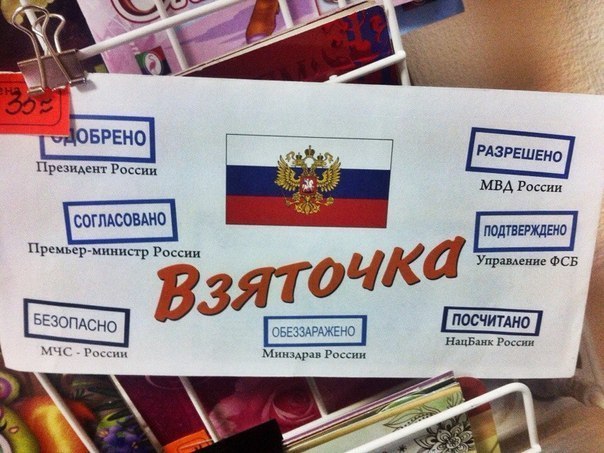 35=
ОДОБРЕНО
Президент России
СОГЛАСОВАНО
Премьер-министр России
БЕЗОПАСНО
МЧС - России
Взяточка
ОБЕЗЗАРАЖЕНО
Минздрав России
РАЗРЕШЕНО
МВД России
ПОДТВЕРЖДЕНО
Управление ФСБ
ПОСЧИТАНО
НацБанк России